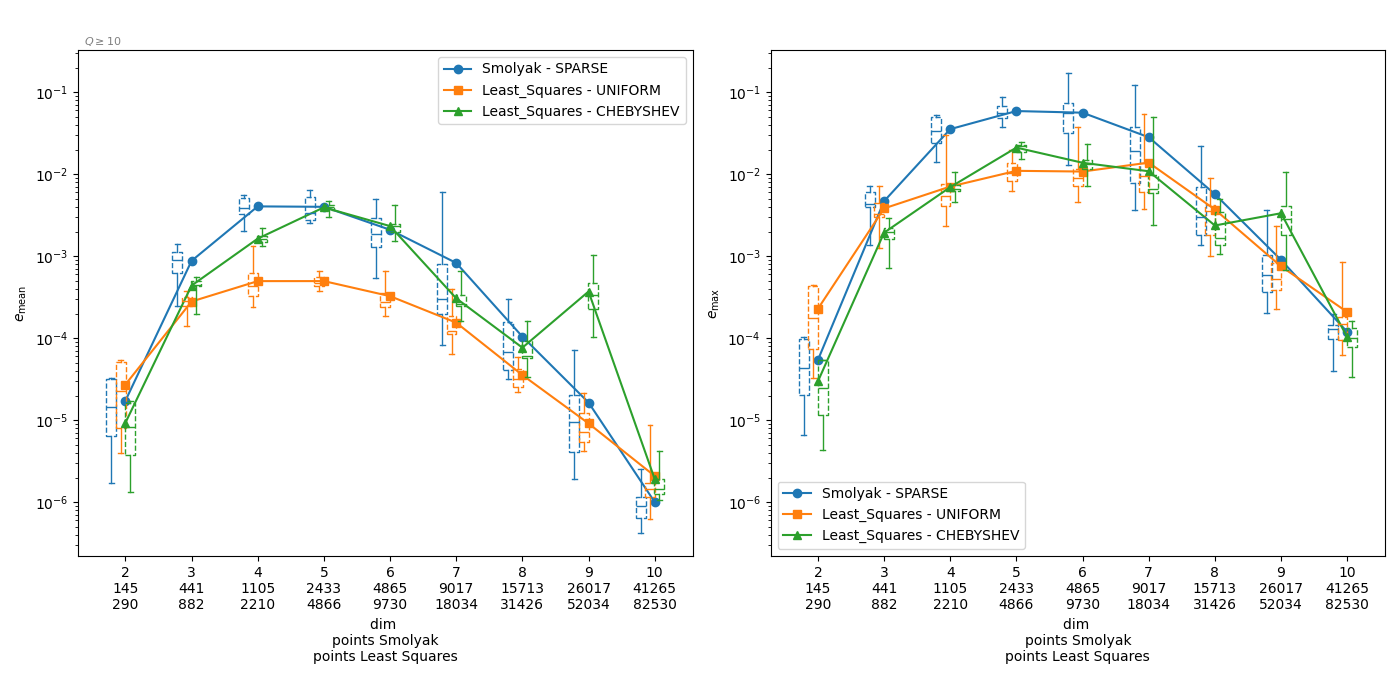 Q ≥ 10
Smolyak - SPARSE
Least_Squares - UNIFORM
Least_Squares - CHEBYSHEV
10⁻¹
10⁻²
10⁻³
10⁻⁴
10⁻⁵
10⁻⁶
e_mean
2 3 4 5 6 7 8 9 10
145 441 1105 2433 4865 9017 15713 26017 41265
290 882 2210 4866 9730 18034 31426 52034 82530
dim
points Smolyak
points Least Squares
10⁻¹
10⁻²
10⁻³
10⁻⁴
10⁻⁵
10⁻⁶
e_max
Smolyak - SPARSE
Least_Squares - UNIFORM
Least_Squares - CHEBYSHEV
2 3 4 5 6 7 8 9 10
145 441 1105 2433 4865 9017 15713 26017 41265
290 882 2210 4866 9730 18034 31426 52034 82530
dim
points Smolyak
points Least Squares